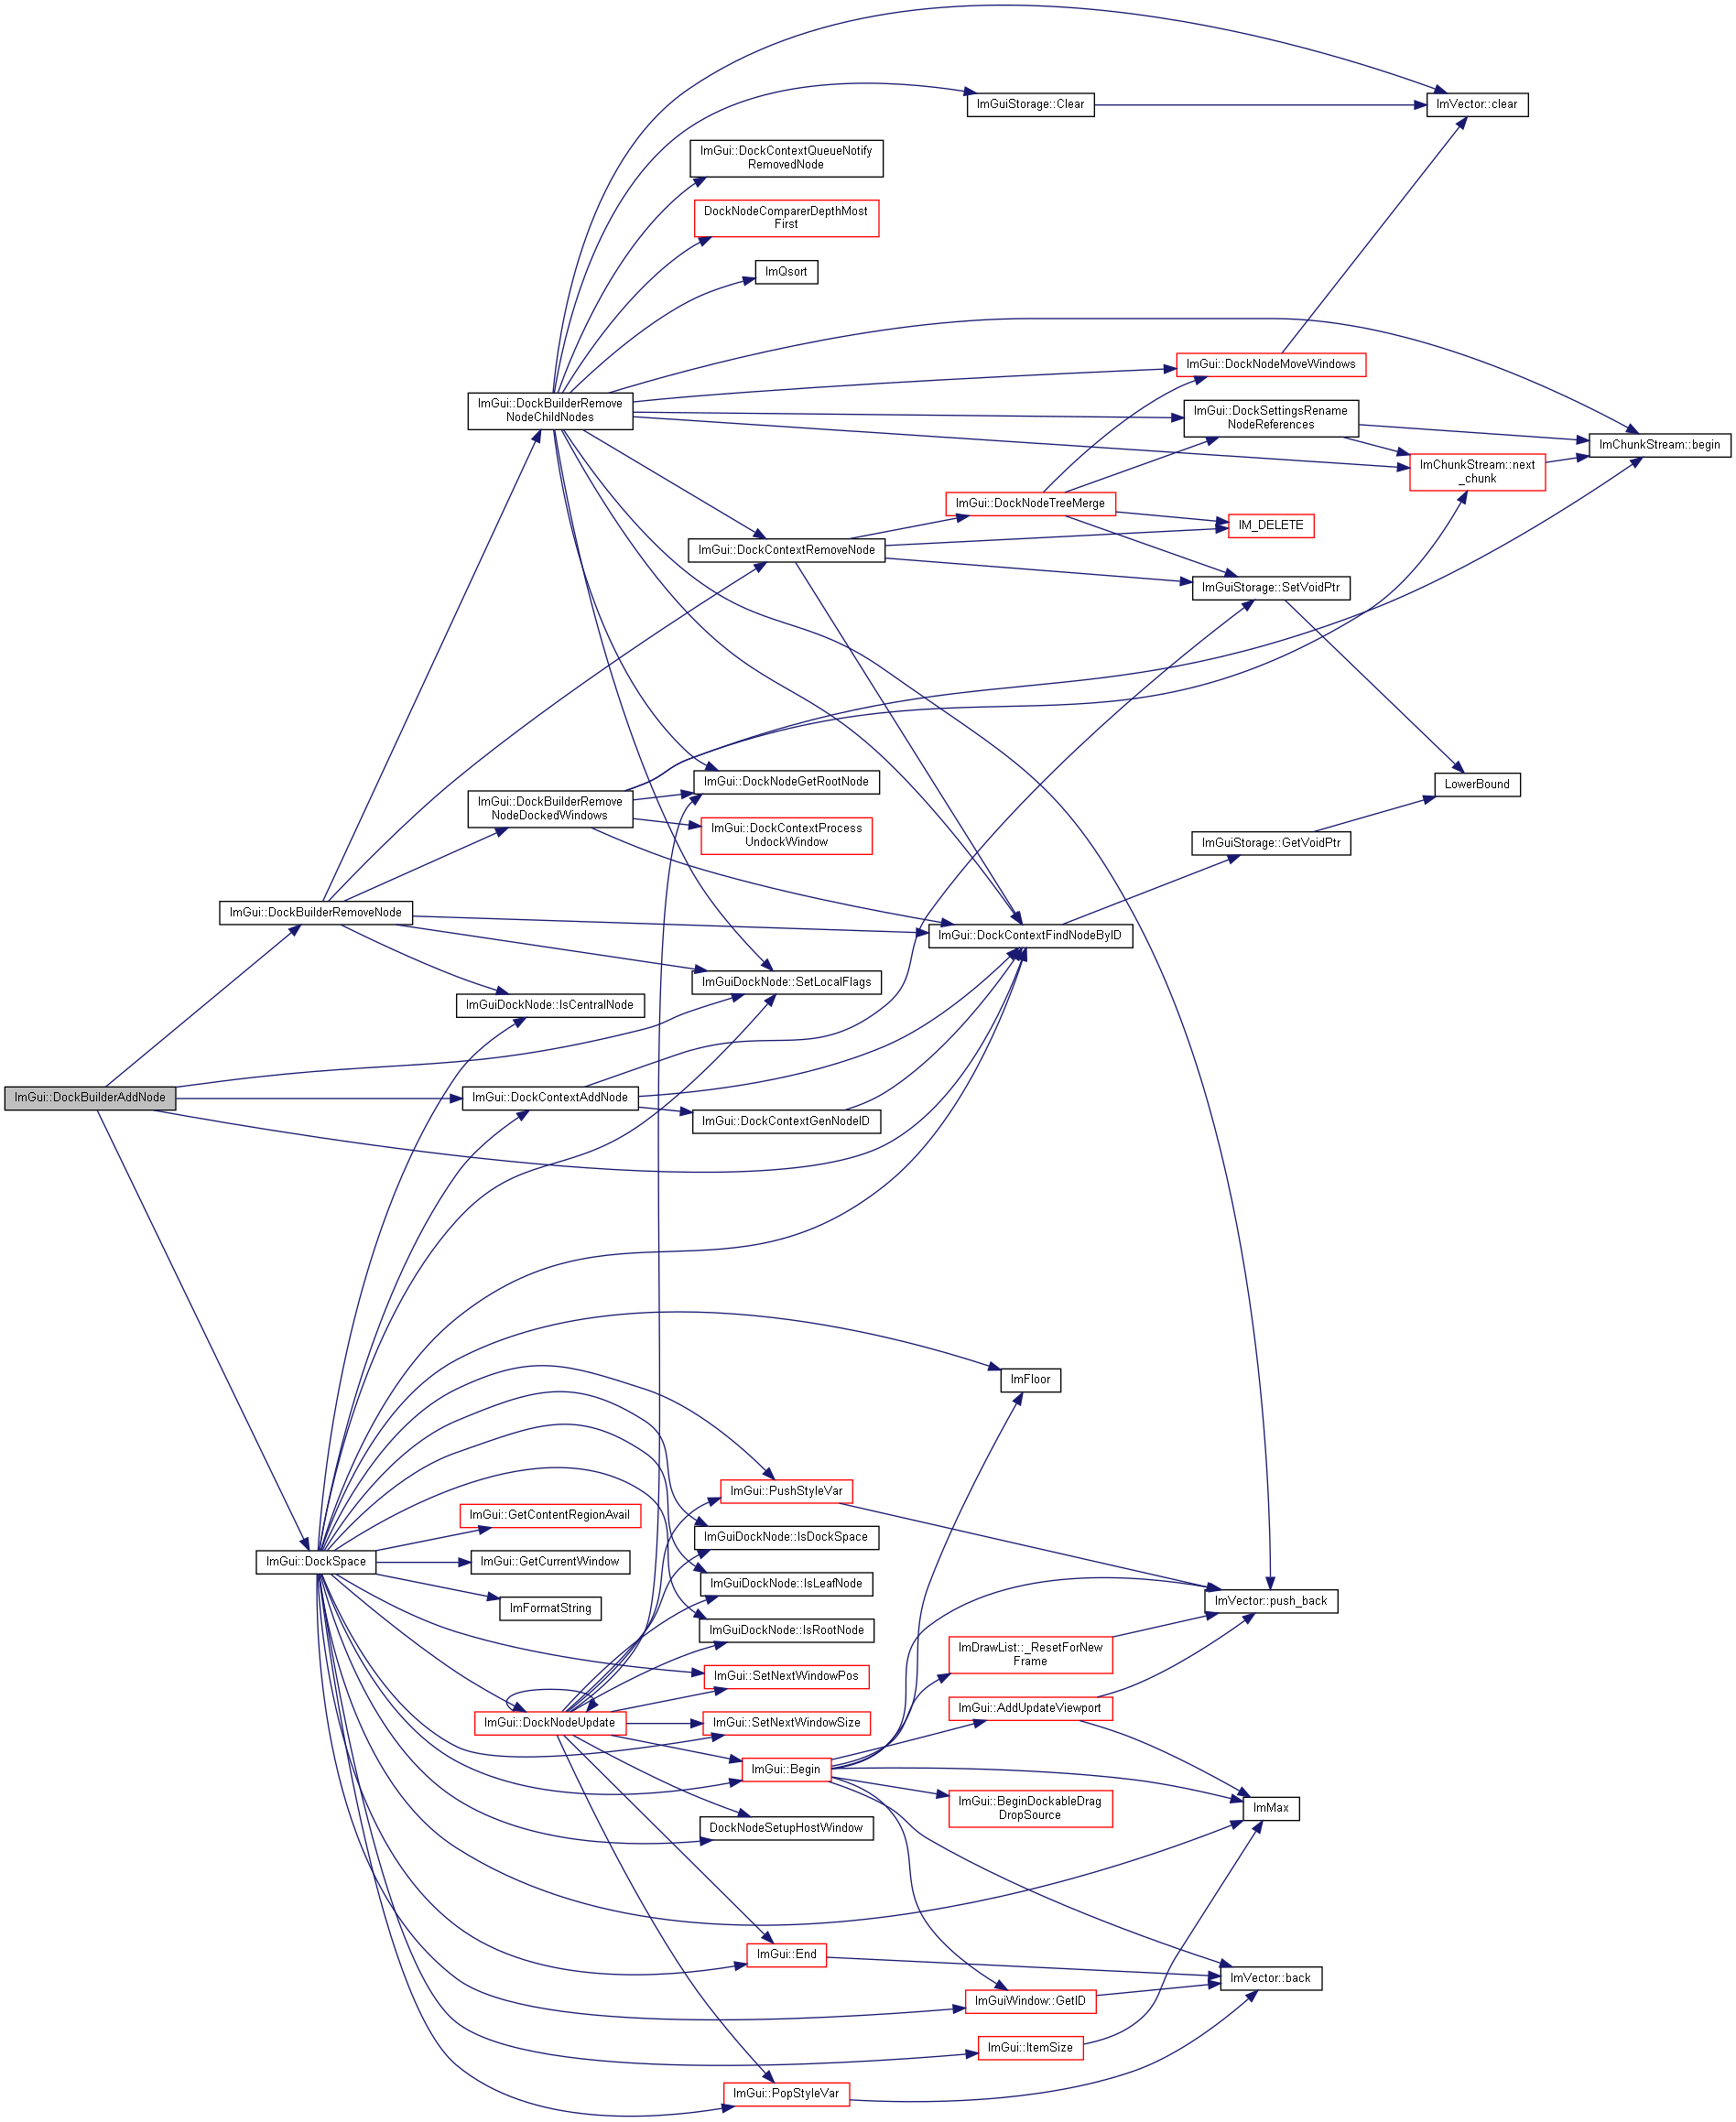 ImGuiStorage::Clear
ImVector::clear
ImGui::DockContextQueueNotify
RemovedNode
DockNodeComparerDepthMost
First
ImQsort
ImGui::DockNodeMoveWindows
ImGui::DockBuilderRemove
NodeChildNodes
ImGui::DockSettingsRename
NodeReferences
ImChunkStream::begin
ImChunkStream::next
_chunk
ImGui::DockNodeTreeMerge
IM_DELETE
ImGui::DockContextRemoveNode
ImGuiStorage::SetVoidPtr
ImGui::DockNodeGetRootNode
LowerBound
ImGui::DockBuilderRemove
NodeDockedWindows
ImGui::DockContextProcess
UndockWindow
ImGuiStorage::GetVoidPtr
ImGui::DockBuilderRemoveNode
ImGui::DockContextFindNodeByID
ImGuiDockNode::SetLocalFlags
ImGuiDockNode::IsCentralNode
ImGui::DockBuilderAddNode
ImGui::DockContextAddNode
ImGui::DockContextGenNodeID
ImFloor
ImGui::PushStyleVar
ImGui::GetContentRegionAvail
ImGuiDockNode::IsDockSpace
ImGui::DockSpace
ImGui::GetCurrentWindow
ImGuiDockNode::IsLeafNode
ImFormatString
ImVector::push_back
ImGuiDockNode::IsRootNode
ImDrawList::_ResetForNew
Frame
ImGui::SetNextWindowPos
ImGui::AddUpdateViewport
ImGui::DockNodeUpdate
ImGui::SetNextWindowSize
ImGui::Begin
ImGui::BeginDockableDrag
DropSource
ImMax
DockNodeSetupHostWindow
ImGui::End
ImVector::back
ImGuiWindow::GetID
ImGui::ItemSize
ImGui::PopStyleVar